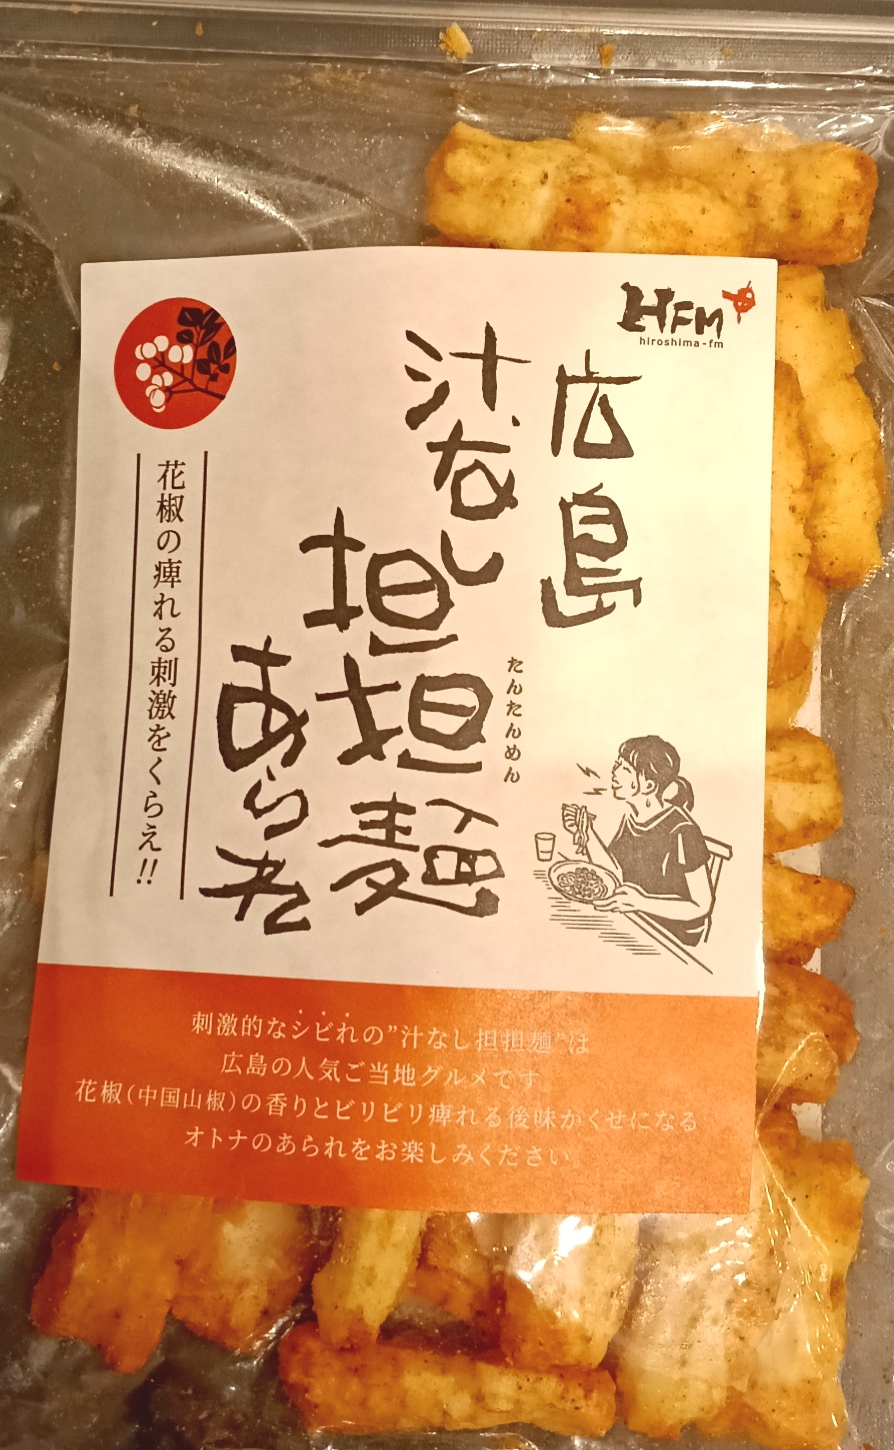 HFM
hiroshima-fm
広島
汁なし
担担麺
たんたんめん
あられ
花椒の痺れる刺激をくらえ!!
刺激的なシビれの”汁なし担担麺”は
広島の人気ご当地グルメです。
花椒(中国山椒)の香りとビリビリ痺れる後味がくせになる
オトナのあられをお楽しみください。